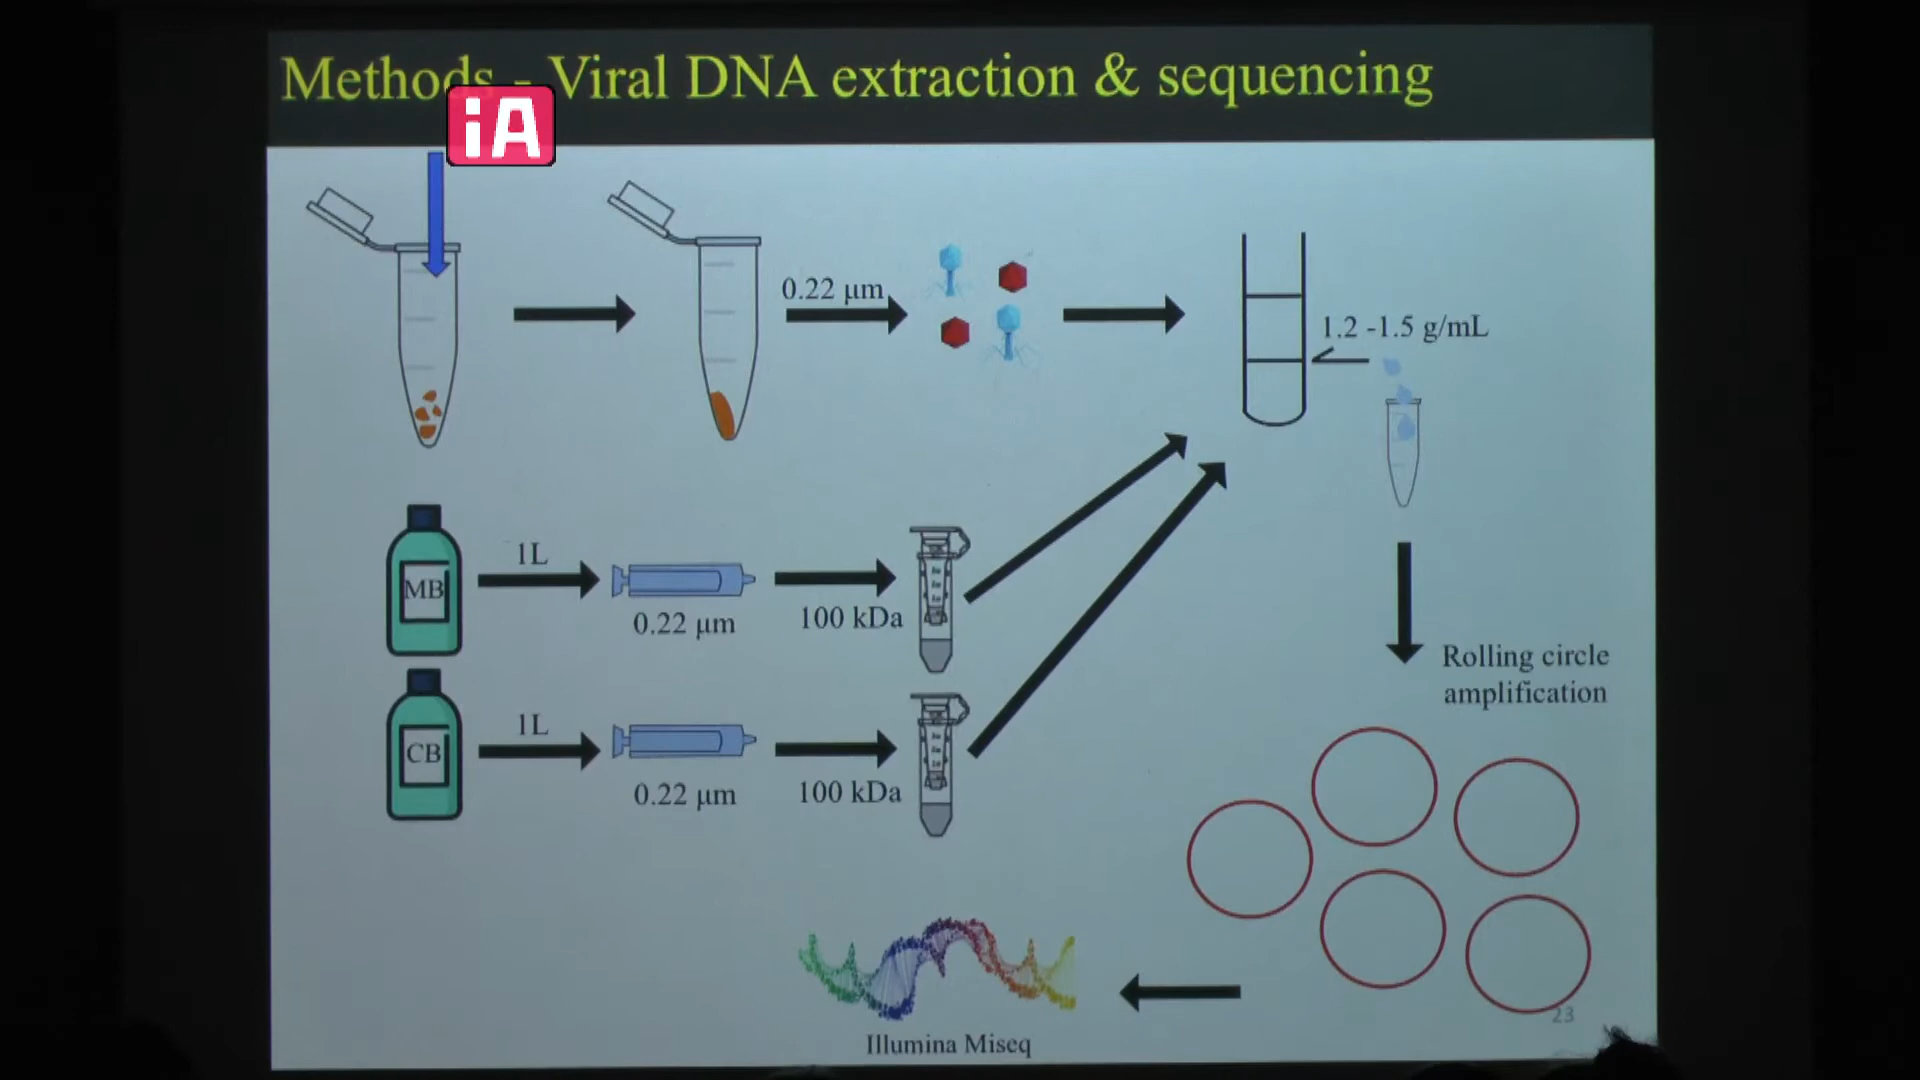 Methods - Viral DNA extraction & sequencing
iA
0.22 μm
1.2 -1.5 g/mL
MB
1L
0.22 μm
100 kDa
CB
1L
0.22 μm
100 kDa
Rolling circle
amplification
Illumina Miseq
23